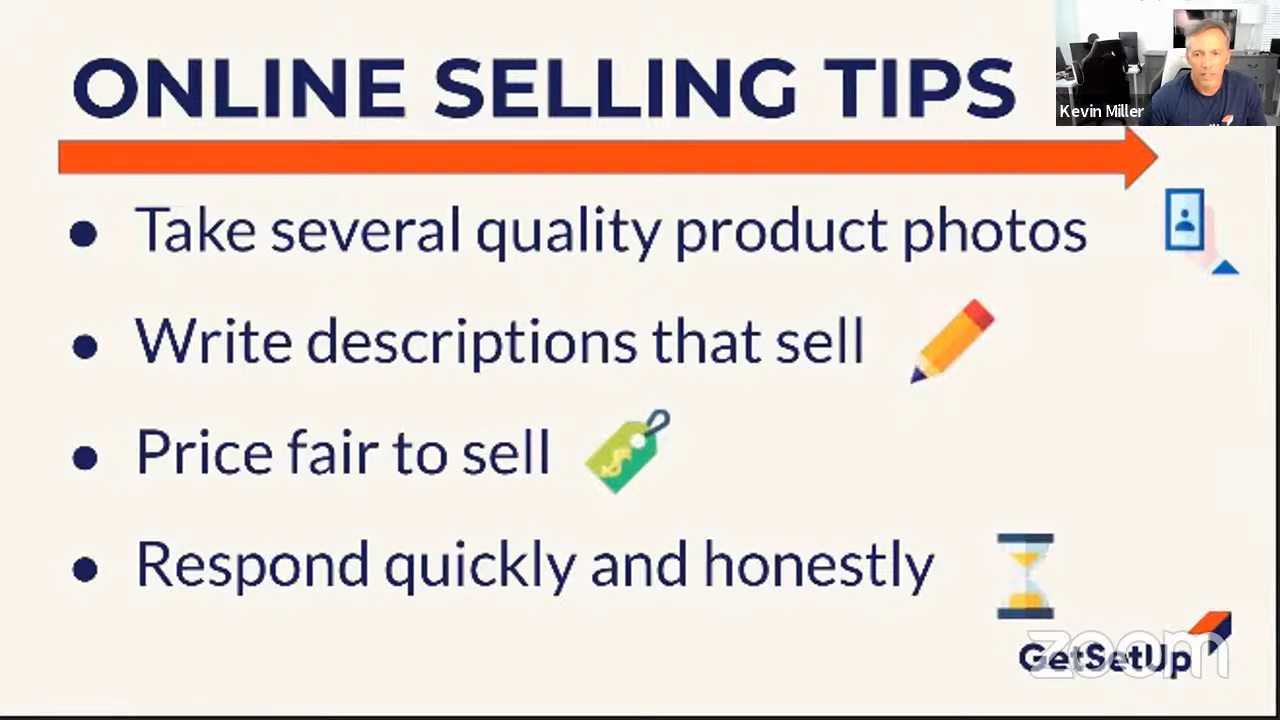 ONLINE SELLING TIPS
Kevin Miller
• Take several quality product photos
• Write descriptions that sell
• Price fair to sell
$
• Respond quickly and honestly
zoom
GetSetUp